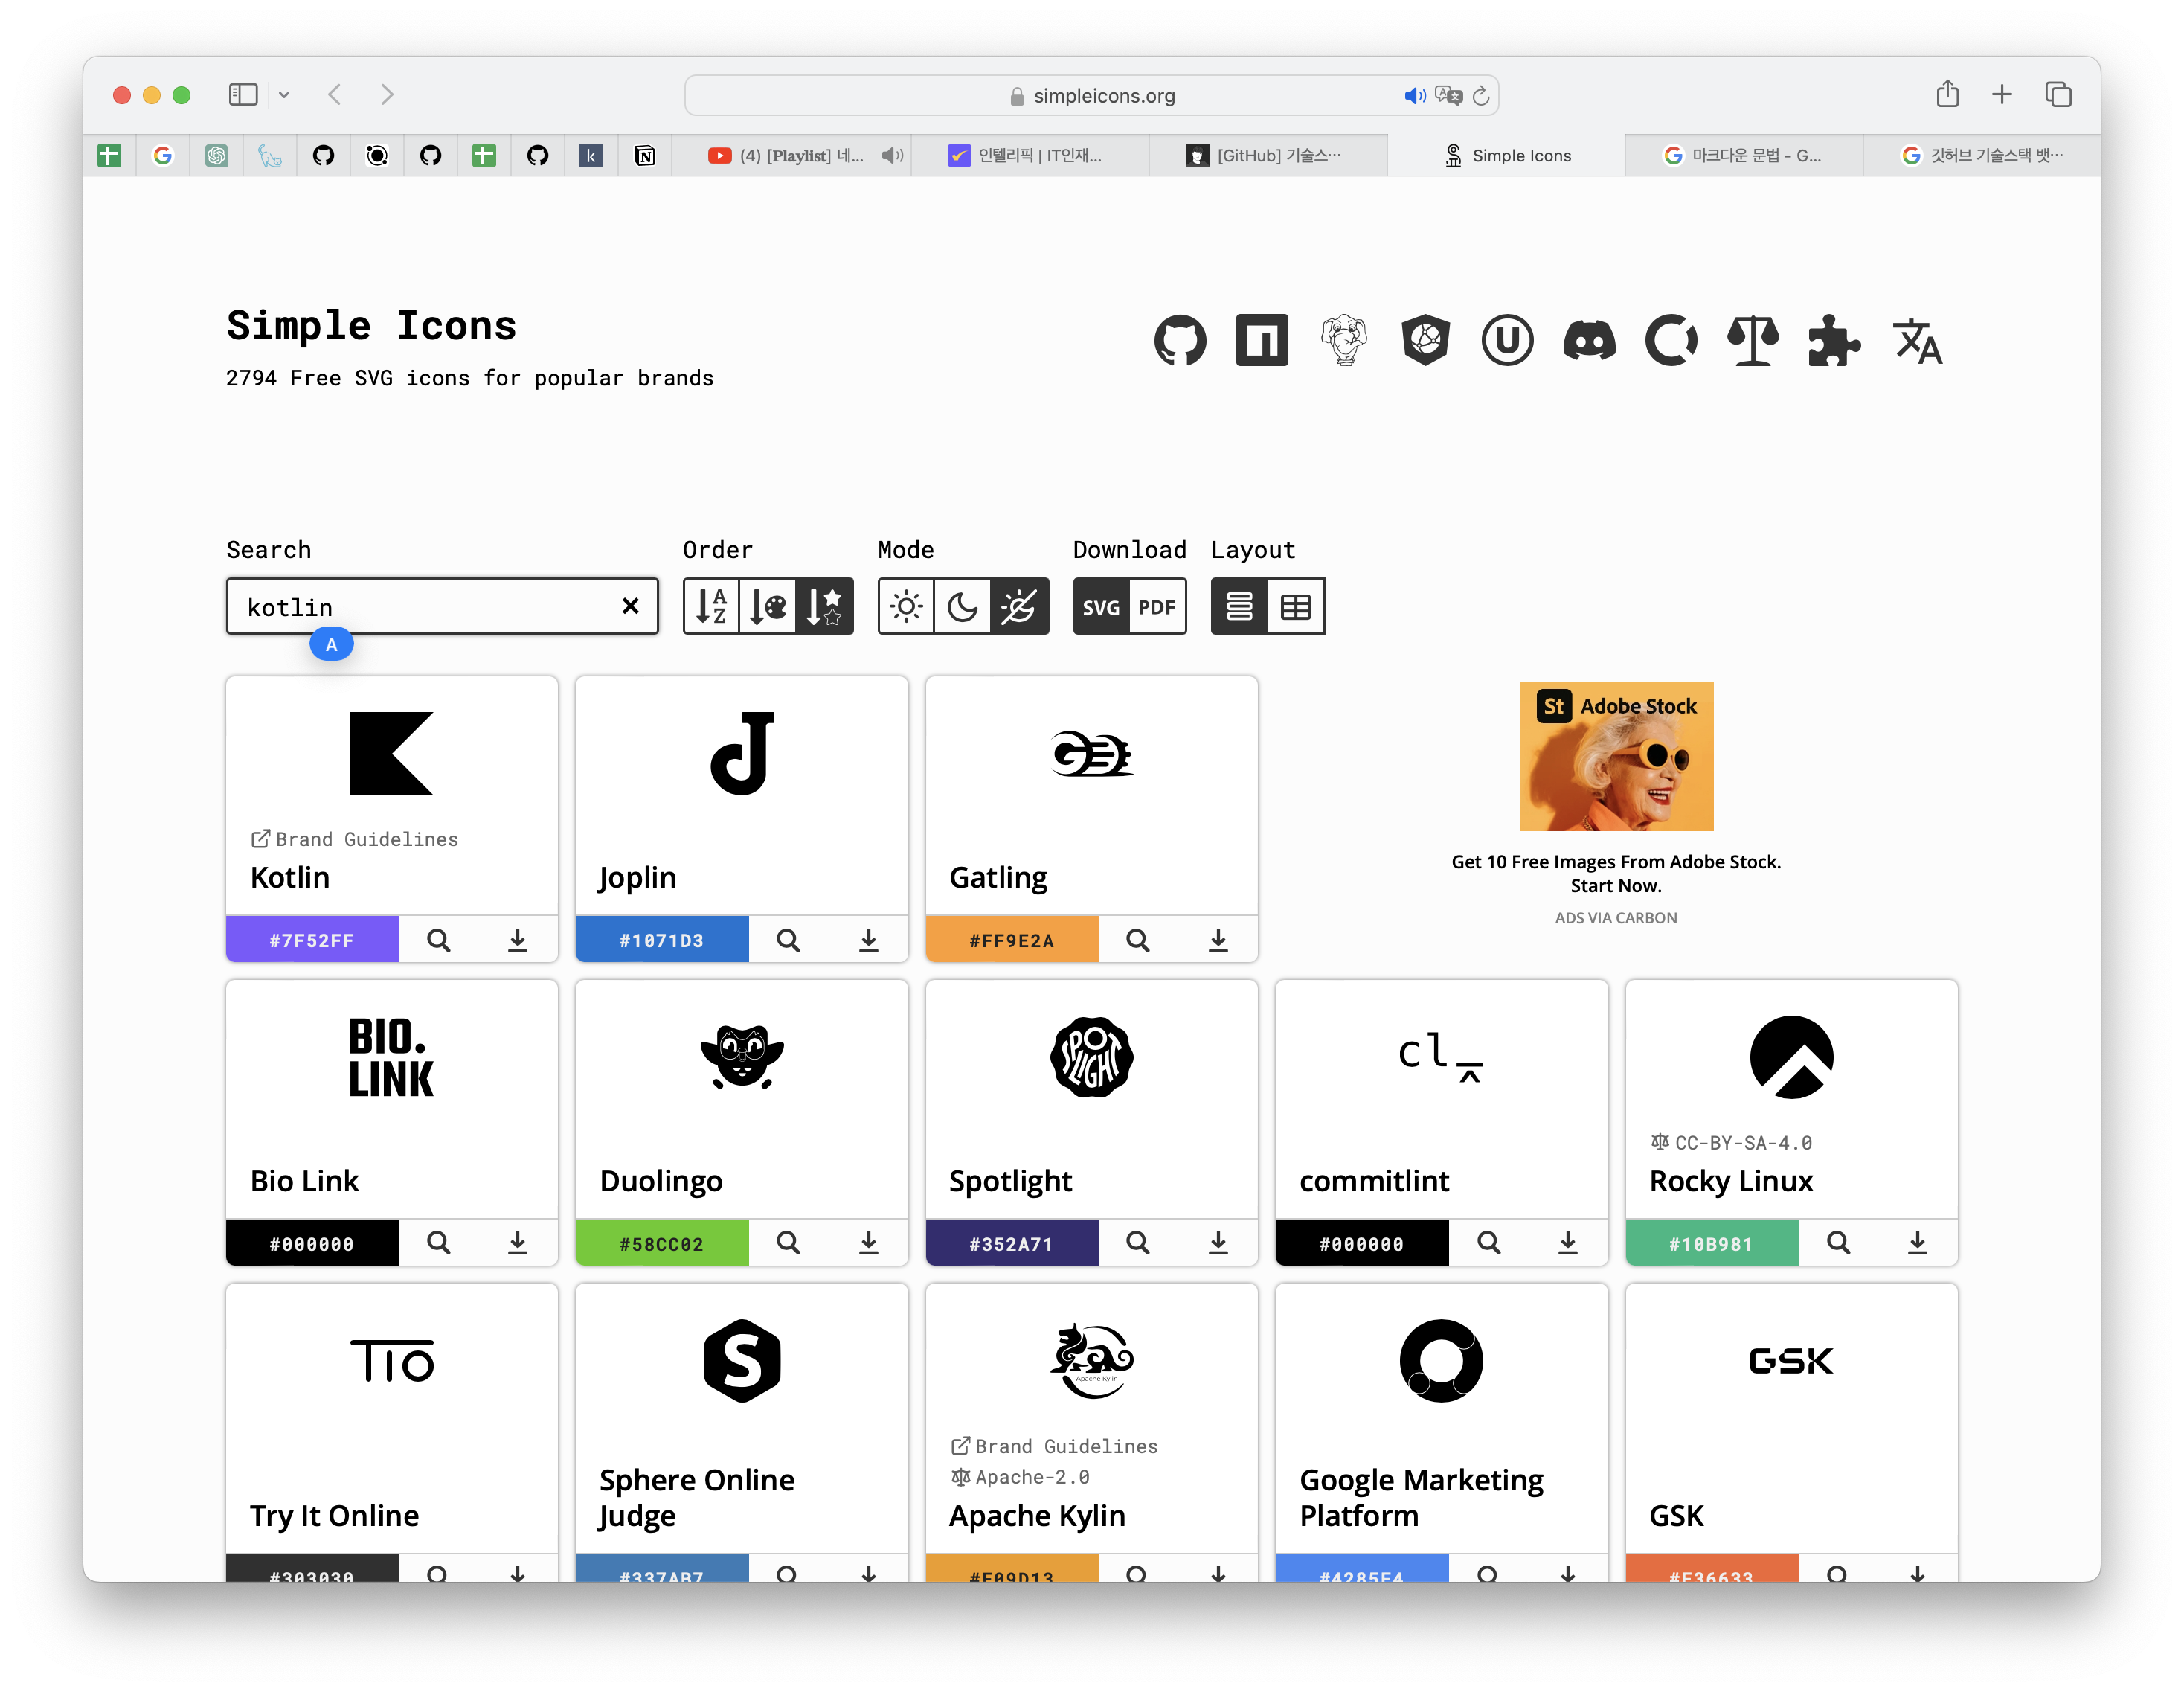 simpleicons.org
(4) [Playlist] 네...
인텔리픽 | IT인재...
[GitHub] 기술스...
Simple Icons
마크다운 문법 - G...
깃허브 기술스택 뱃...
Simple Icons
2794 Free SVG icons for popular brands
Search
Order
Mode
Download
Layout
kotlin
A
Z
SVG
PDF
A
St Adobe Stock
Get 10 Free Images From Adobe Stock.
Start Now.
ADS VIA CARBON
Brand Guidelines
Kotlin
Joplin
Gatling
#7F52FF
#1071D3
#FF9E2A
BIO.
LINK
SPOTLIGHT
cl
CC-BY-SA-4.0
Bio Link
Duolingo
Spotlight
commitlint
Rocky Linux
#000000
#58CC02
#352A71
#000000
#10B981
TIO
S
Apache Kylin
GSK
Brand Guidelines
Apache-2.0
Try It Online
Sphere Online
Judge
Apache Kylin
Google Marketing
Platform
GSK
#303030
#337AB7
#F09D13
#4285F4
#F36633